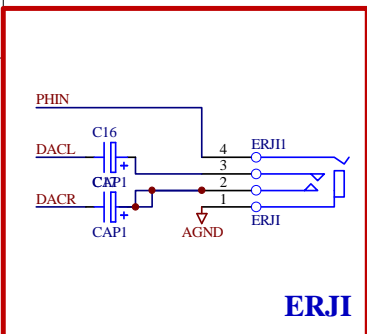 PHIN
C16
DACL
4
ERJI1
3
CAP1
2
DACR
1
ERJI
CAP1
AGND
ERJI